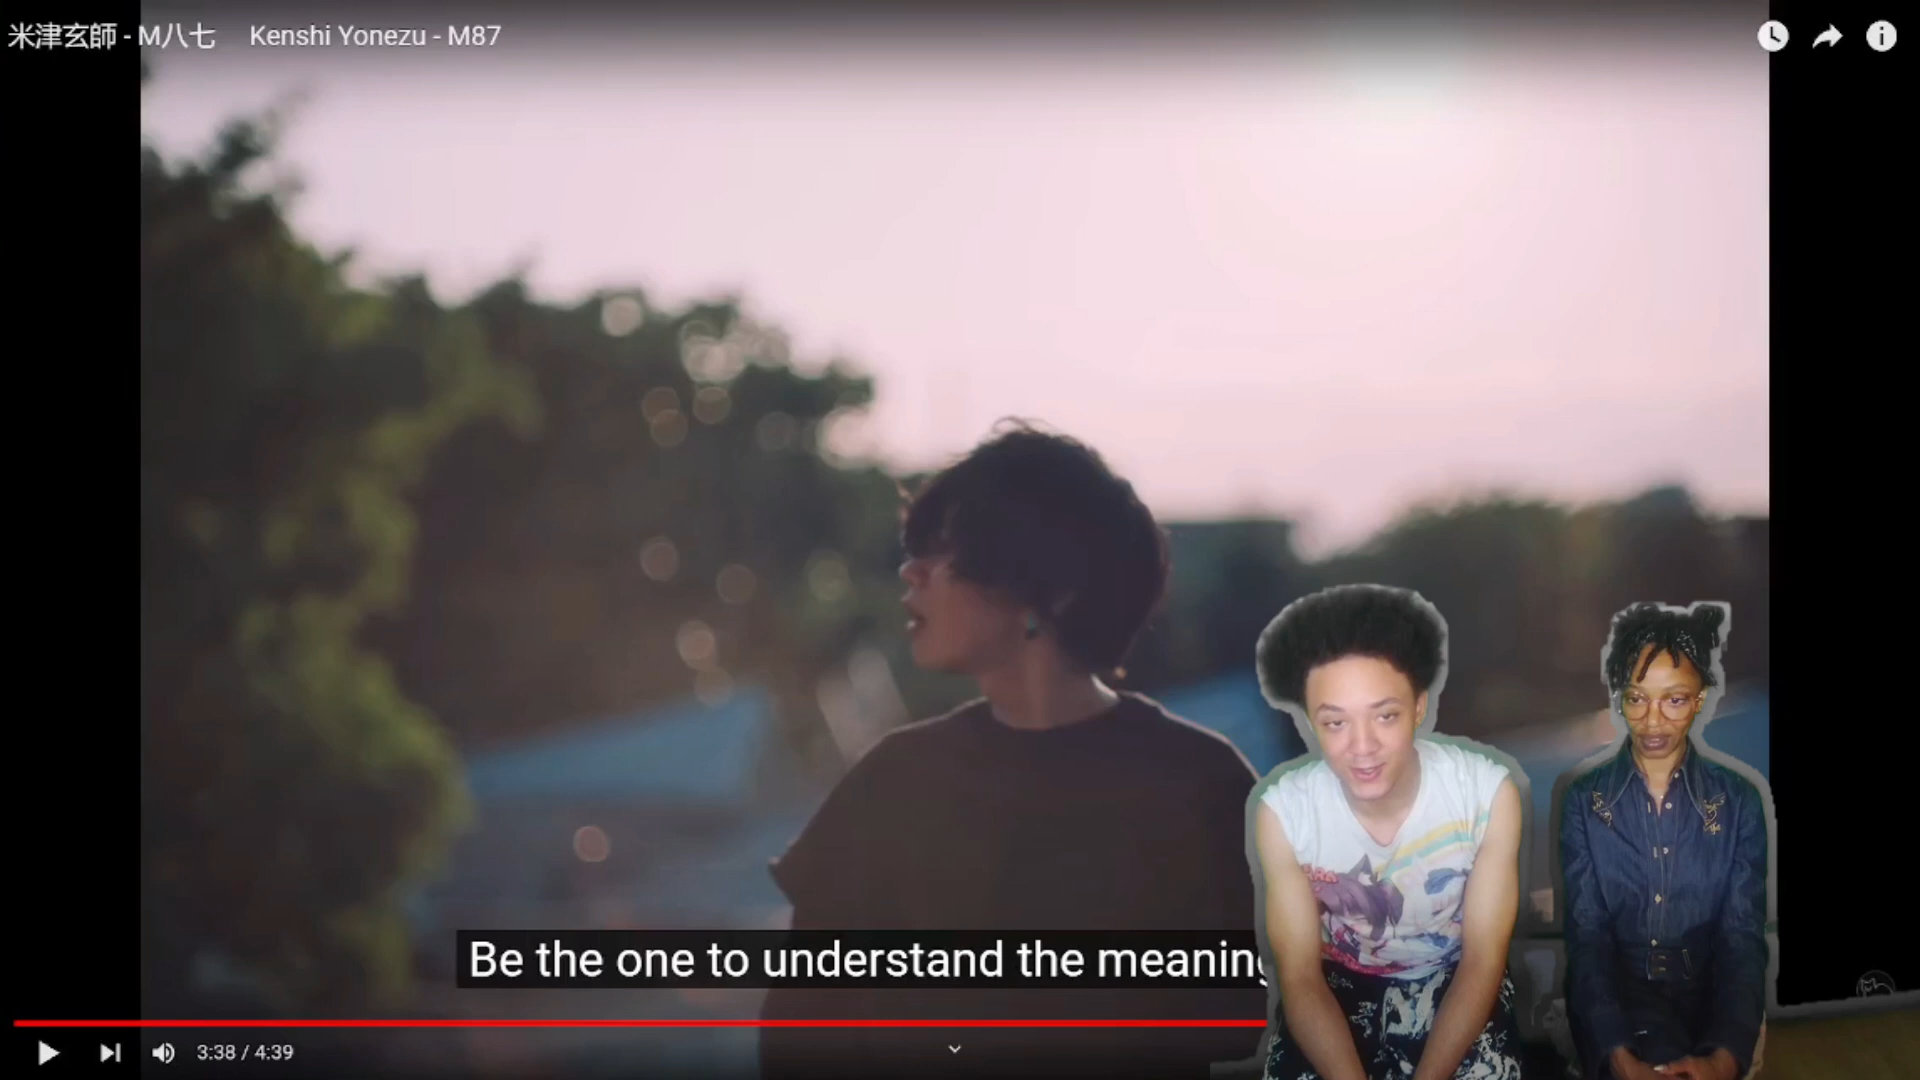 米津玄師 - M八七 Kenshi Yonezu - M87
Be the one to understand the meaning
3:38 / 4:39